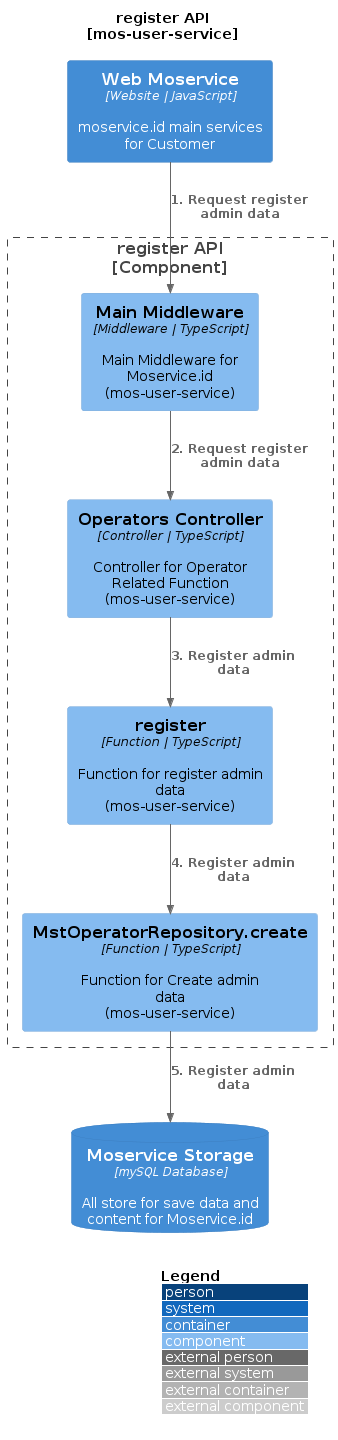 register API
[mos-user-service]
Web Moservice
[Website | JavaScript]
moservice.id main services
for Customer
1. Request register
admin data
register API
[Component]
Main Middleware
[Middleware | TypeScript]
Main Middleware for
Moservice.id
(mos-user-service)
2. Request register
admin data
Operators Controller
[Controller | TypeScript]
Controller for Operator
Related Function
(mos-user-service)
3. Register admin
data
register
[Function | TypeScript]
Function for register admin
data
(mos-user-service)
4. Register admin
data
MstOperatorRepository.create
[Function | TypeScript]
Function for Create admin
data
(mos-user-service)
5. Register admin
data
Moservice Storage
[mySQL Database]
All store for save data and
content for Moservice.id
Legend
person
system
container
component
external person
external system
external container
external component